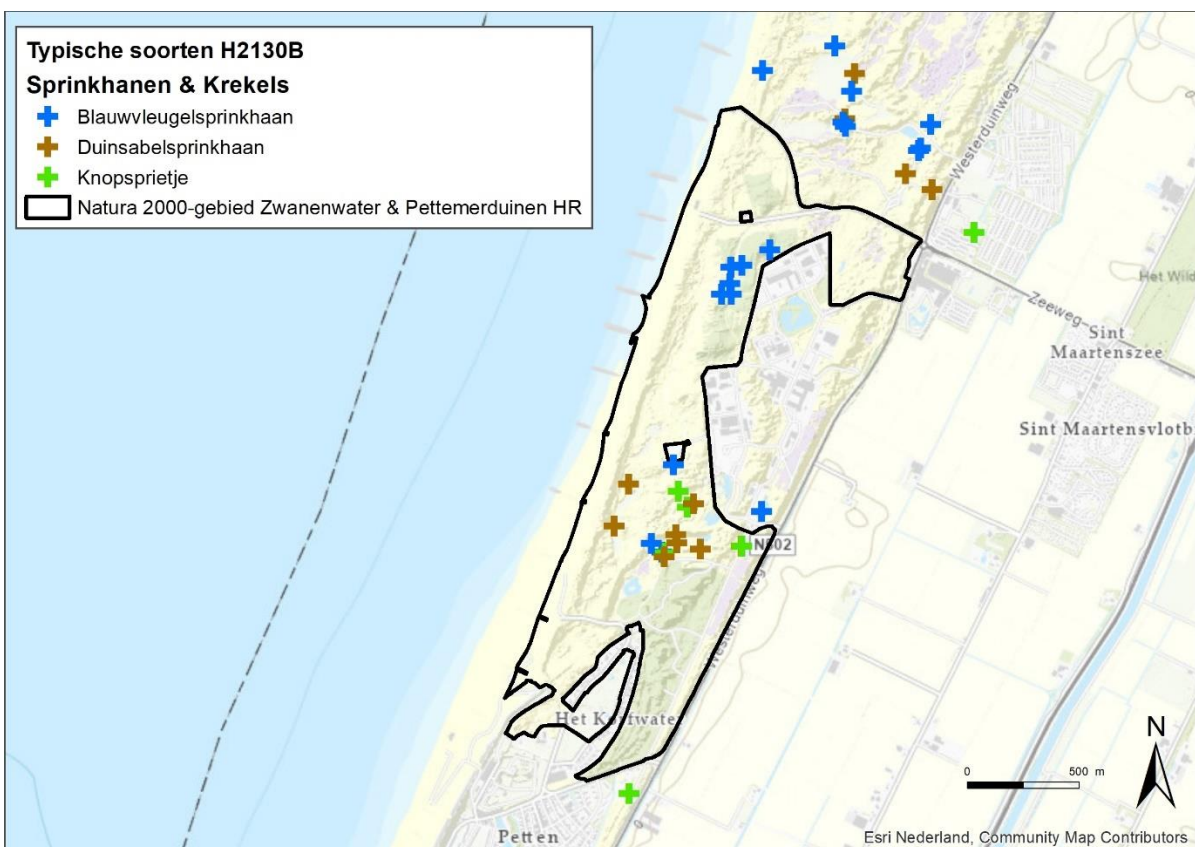 Typische soorten H2130B
Sprinkhanen & Krekels
Blauwvleugelsprinkhaan
Duinsabelsprinkhaan
Knopsprietje
Natura 2000-gebied Zwanenwater & Pettemerduinen HR
Westerduinweg
Het Wild
Zeeweg
Sint
Maartenszee
Sint Maartensvlotb
N502
Westerduinweg
Het Korfwater
Petten
N
0 500 m
Esri Nederland, Community Map Contributors